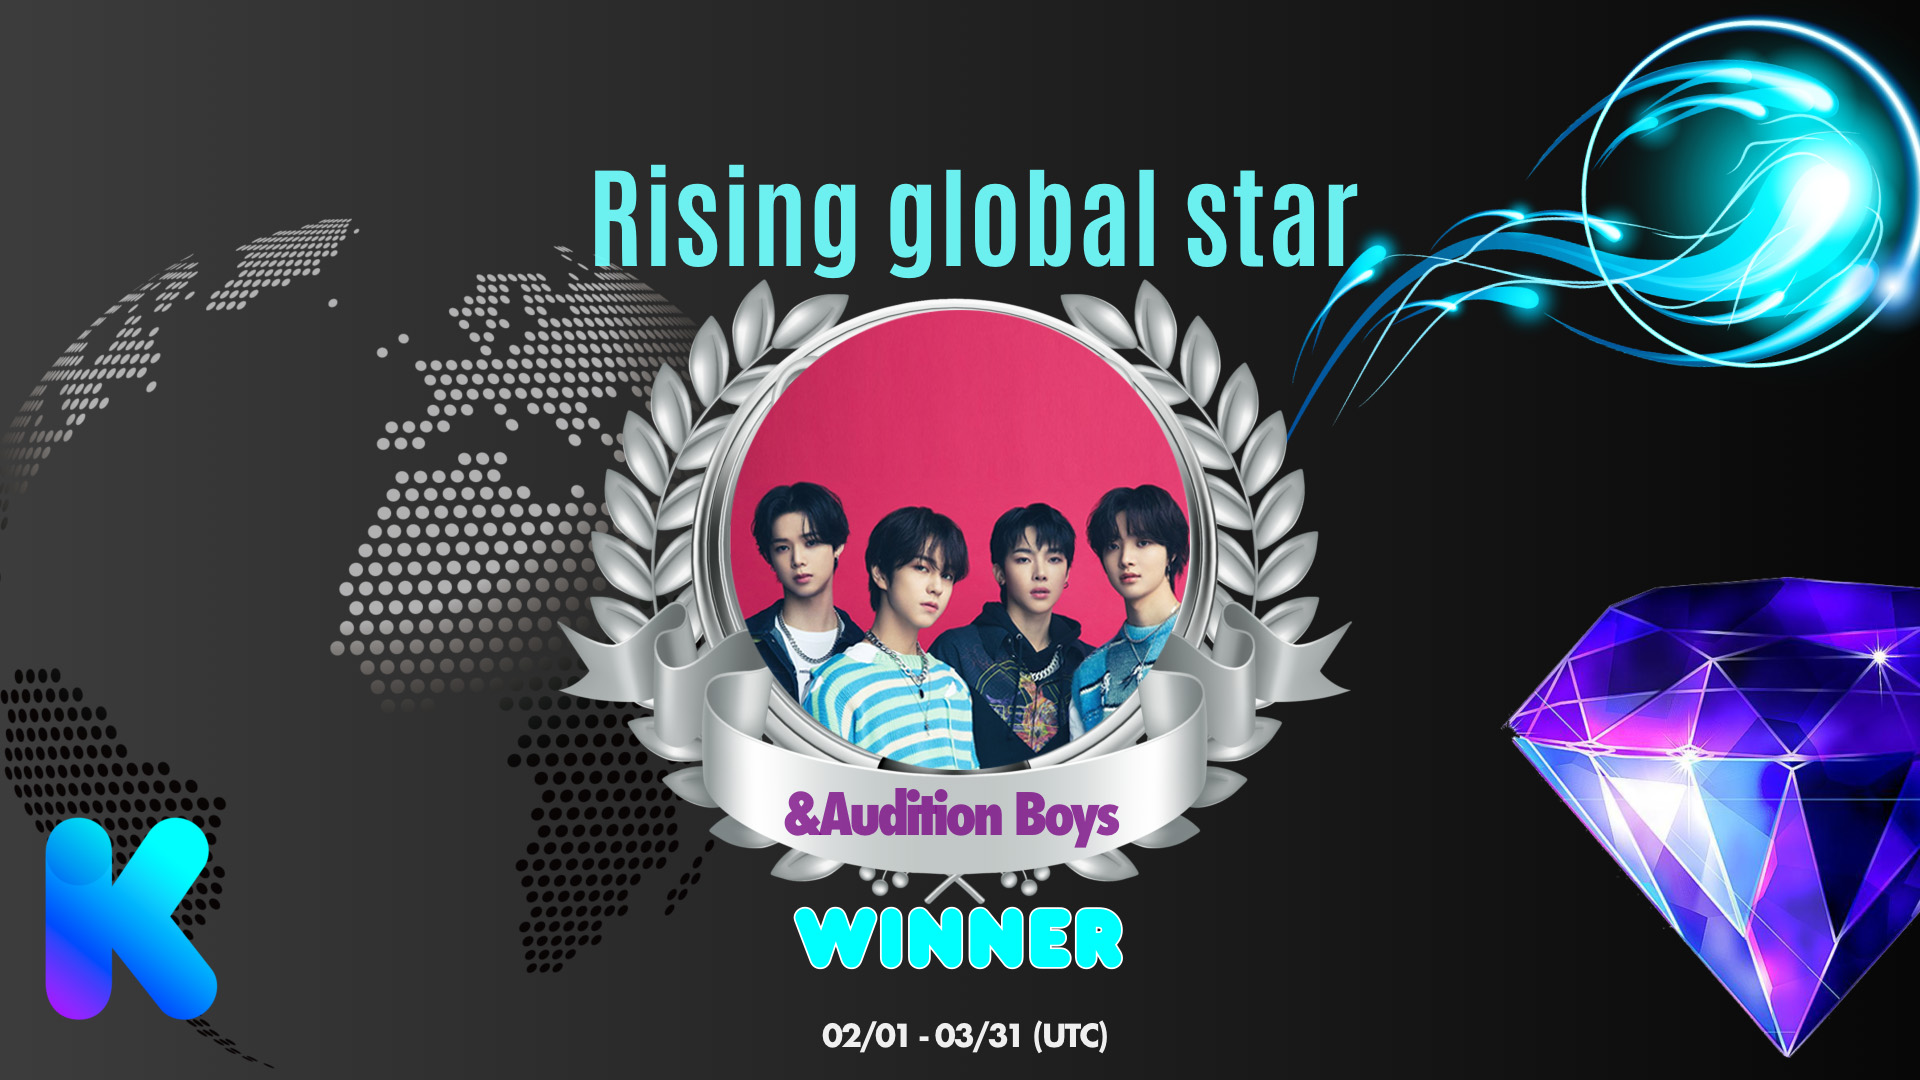 Rising global star
&Audition Boys
WINNER
K
02/01 - 03/31 (UTC)